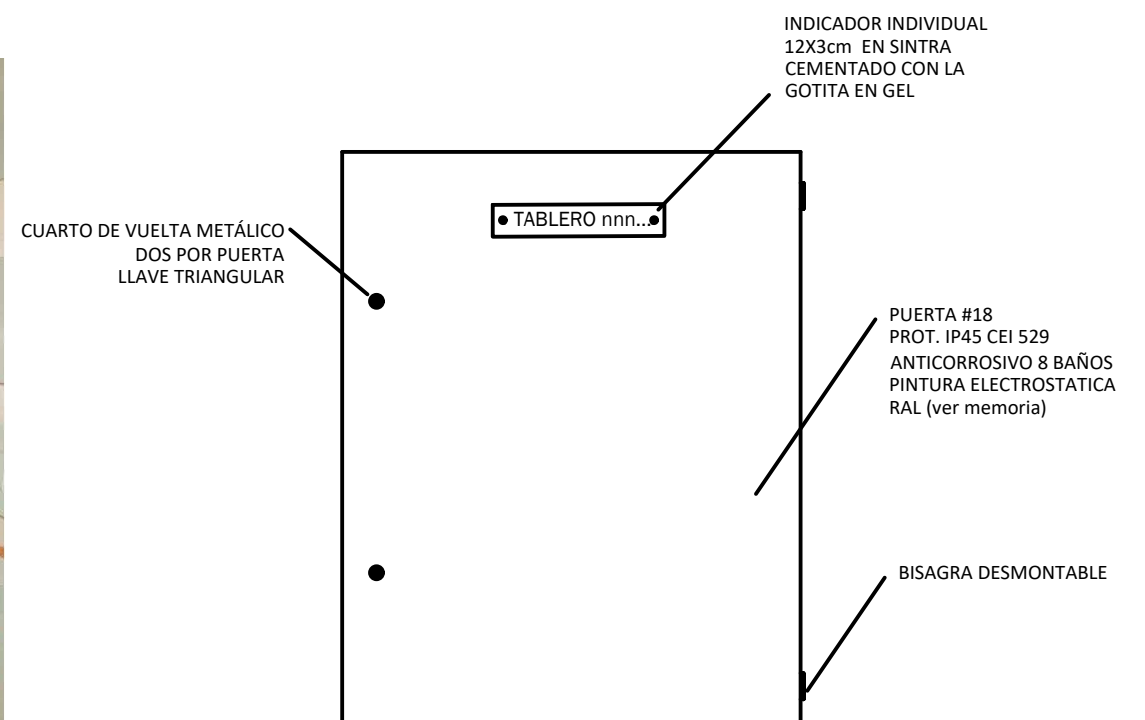 INDICADOR INDIVIDUAL
12X3cm EN SINTRA
CEMENTADO CON LA
GOTITA EN GEL
TABLERO nnn...
CUARTO DE VUELTA METÁLICO
DOS POR PUERTA
LLAVE TRIANGULAR
PUERTA #18
PROT. IP45 CEI 529
ANTICORROSIVO 8 BAÑOS
PINTURA ELECTROSTATICA
RAL (ver memoria)
BISAGRA DESMONTABLE